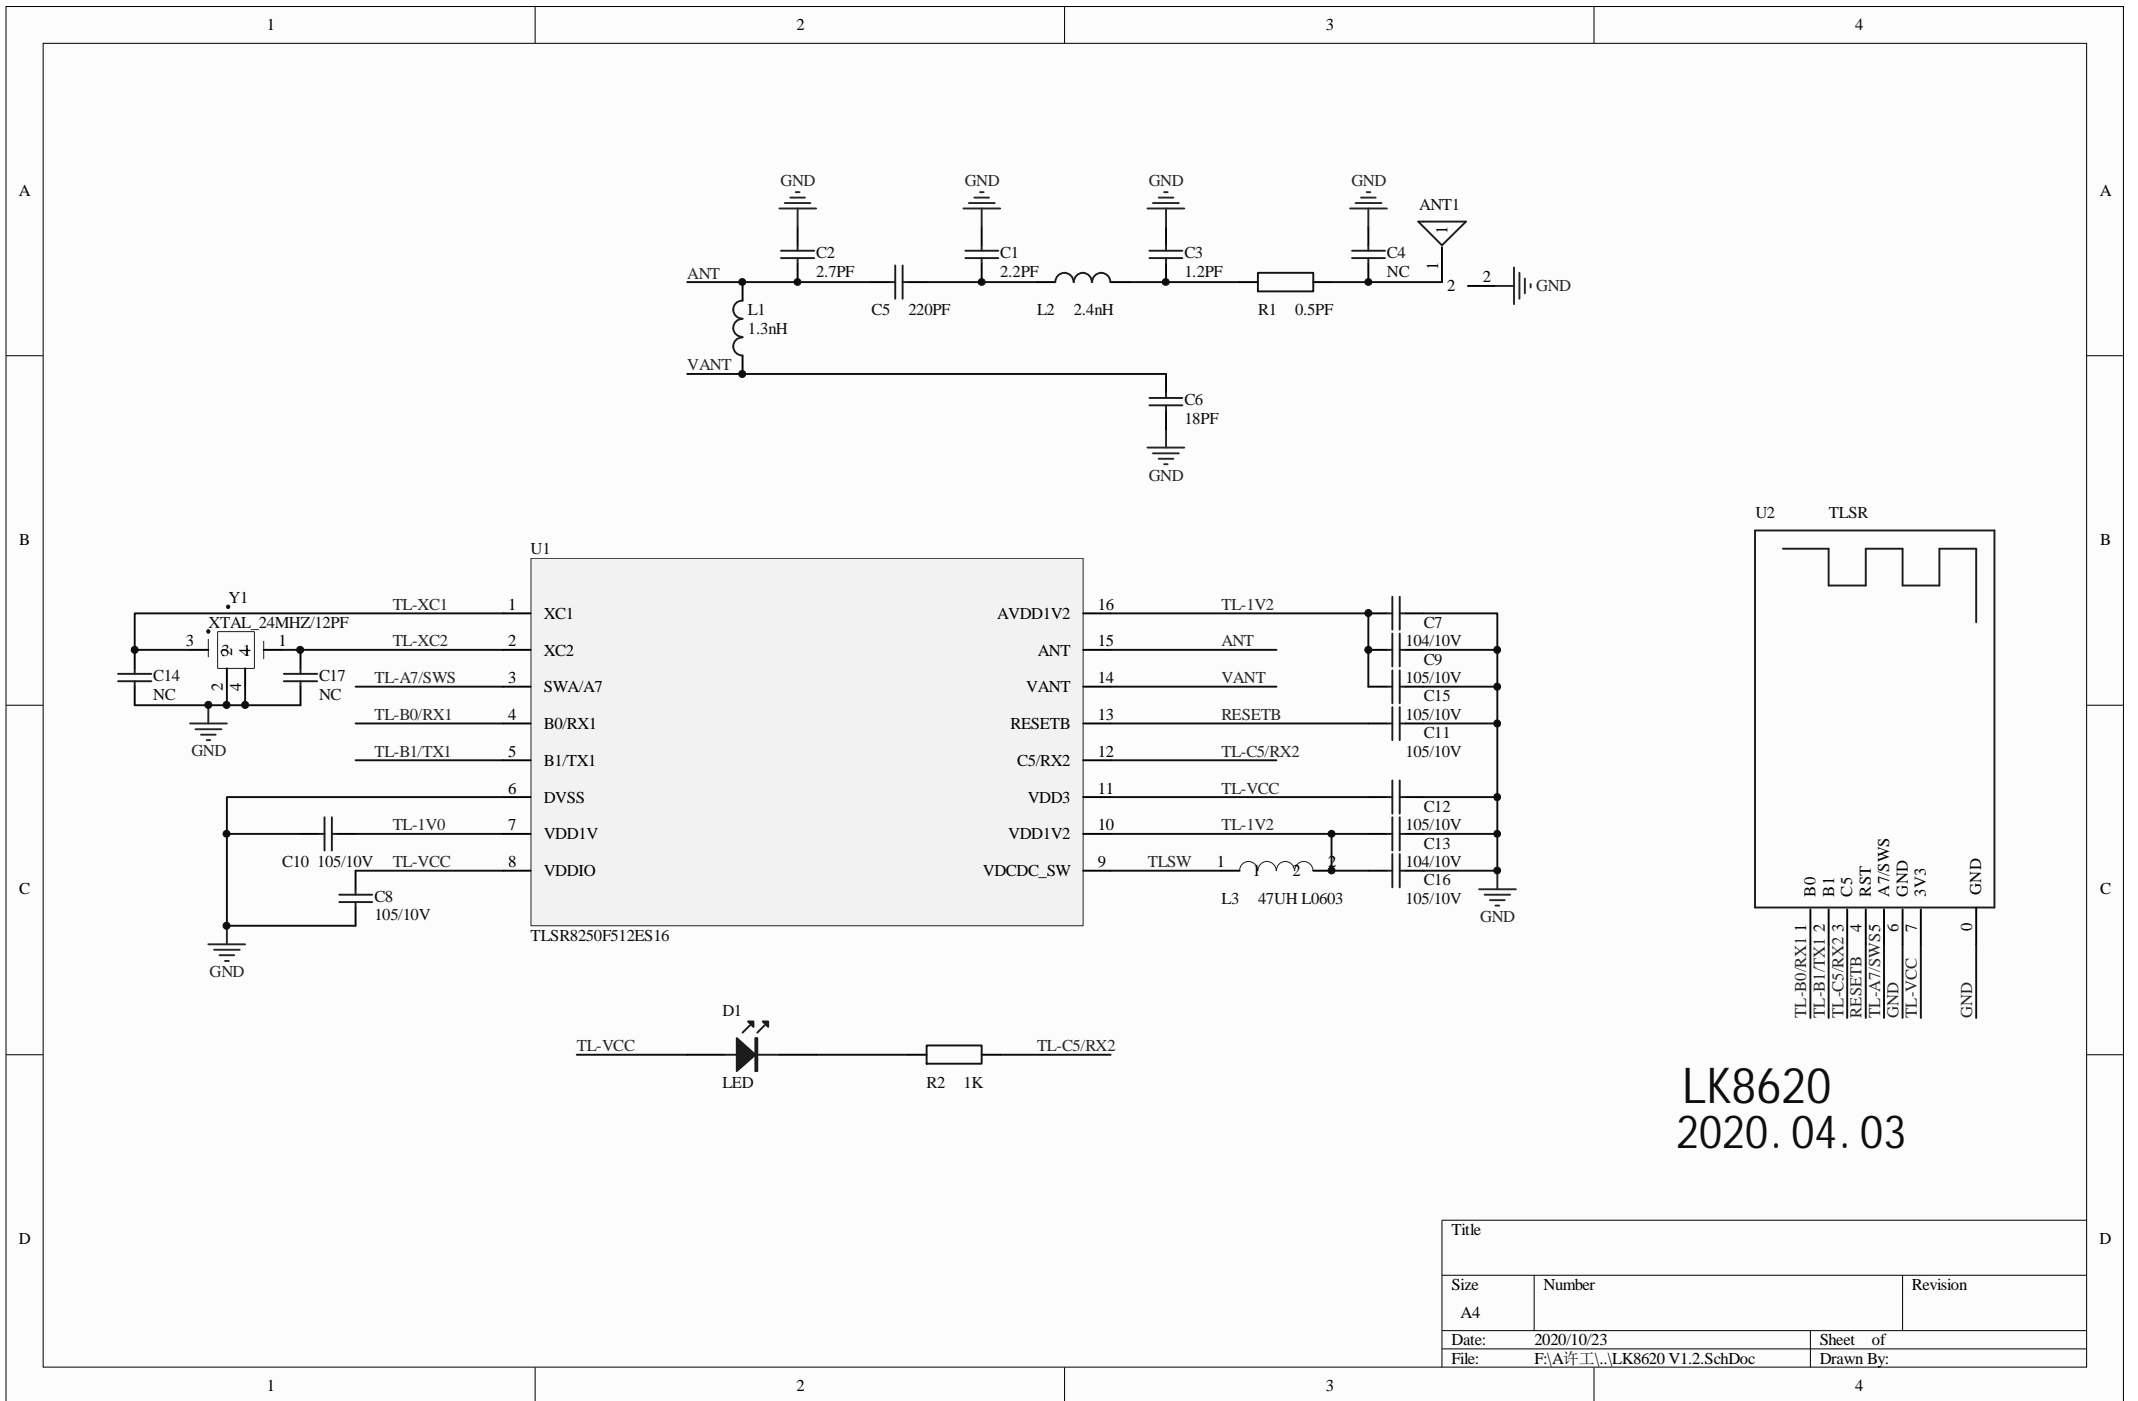 1 2 3 4
A A
GND GND GND GND
ANT1
1
C2 C1 C3 C4
2.7PF 2.2PF 1.2PF NC
ANT
1
2 2 GND
L1 C5 220PF L2 2.4nH R1 0.5PF
1.3nH
VANT
C6
18PF
GND
U2 TLSR
B B
U1
Y1
XTAL_24MHZ/12PF
TL-XC1 1 XC1
3 1 TL-XC2 2 XC2
C14 C17
NC NC
2 4
GND
TL-A7/SWS 3 SWA/A7
TL-B0/RX1 4 B0/RX1
TL-B1/TX1 5 B1/TX1
6 DVSS
TL-1V0 7 VDD1V
C10 105/10V
TL-VCC 8 VDDIO
C8
105/10V
GND
AVDD1V2 16 TL-1V2
ANT 15 ANT
VANT 14 VANT
RESETB 13 RESETB
C5/RX2 12 TL-C5/RX2
VDD3 11 TL-VCC
VDD1V2 10 TL-1V2
VDCDC_SW 9 TLSW 1 1 2 2
L3 47UH L0603
C7
104/10V
C9
105/10V
C15
105/10V
C11
105/10V
C12
105/10V
C13
104/10V
C16
105/10V
GND
TLSR8250F512ES16
C C
B0
B1
C5
RST
A7/SWS
GND
3V3
GND
TL-B0/RX1 1
TL-B1/TX1 2
TL-C5/RX2 3
RESETB 4
TL-A7/SWS 5
GND 6
TL-VCC 7
GND 0
D1
TL-VCC TL-C5/RX2
LED R2 1K
LK8620
2020.04.03
D D
Title
Size Number Revision
A4
Date: 2020/10/23 Sheet of
File: F:\A许工\..\LK8620 V1.2.SchDoc Drawn By:
1 2 3 4